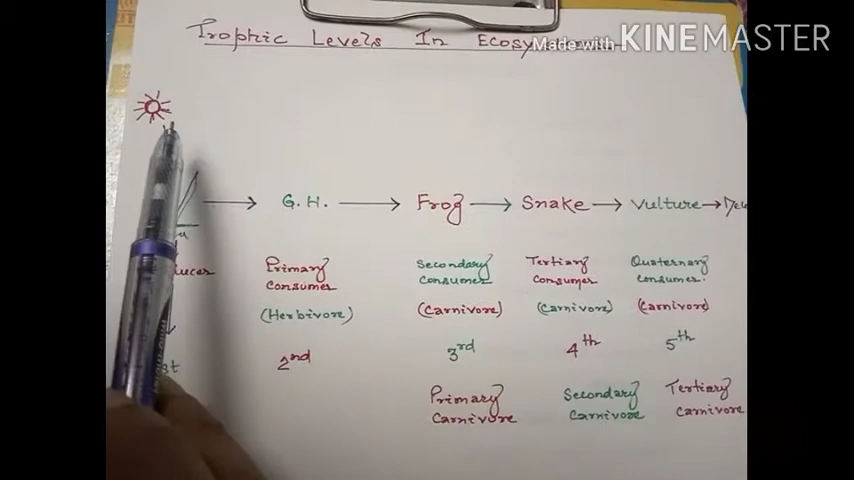 Trophic Levels In
Made with KINEMASTER
G.H. Frog Snake Vulture
Primary Consumer
(Herbivore)
2nd
Secondary Consumer
(Carnivore)
3rd
Primary Carnivore
Tertiary Consumer
(Carnivore)
4th
Secondary Carnivore
Quaternary Consumer.
(Carnivore)
5th
Tertiary Carnivore